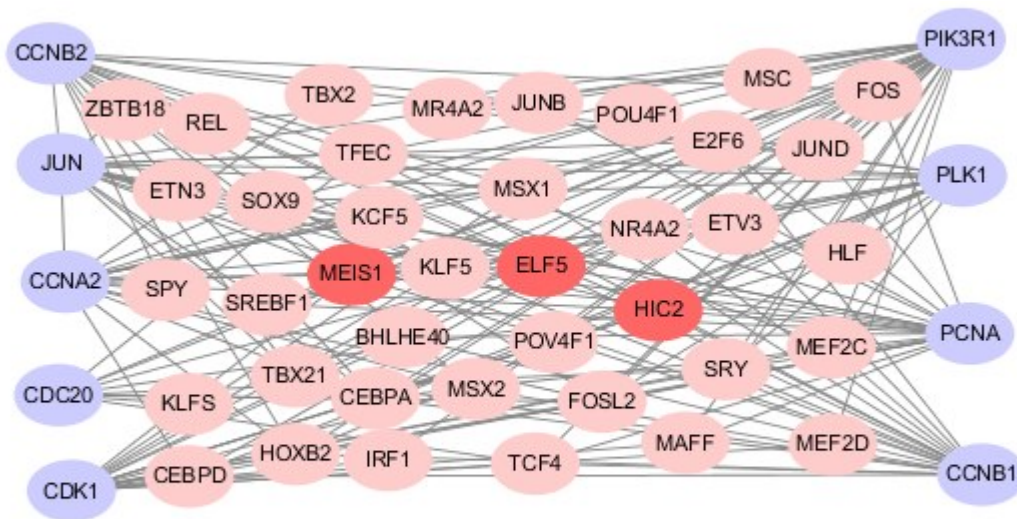 CCNB2
PIK3R1
MSC
FOS
TBX2
ZBTB18
MR4A2
JUNB
POU4F1
REL
E2F6
JUND
TFEC
JUN
ETN3
MSX1
PLK1
SOX9
KCF5
NR4A2
ETV3
HLF
MEIS1
KLF5
ELF5
CCNA2
SPY
SREBF1
HIC2
PCNA
BHLHE40
POV4F1
MEF2C
TBX21
SRY
CDC20
KLFS
CEBPA
MSX2
FOSL2
MAFF
MEF2D
HOXB2
IRF1
TCF4
CEBPD
CCNB1
CDK1